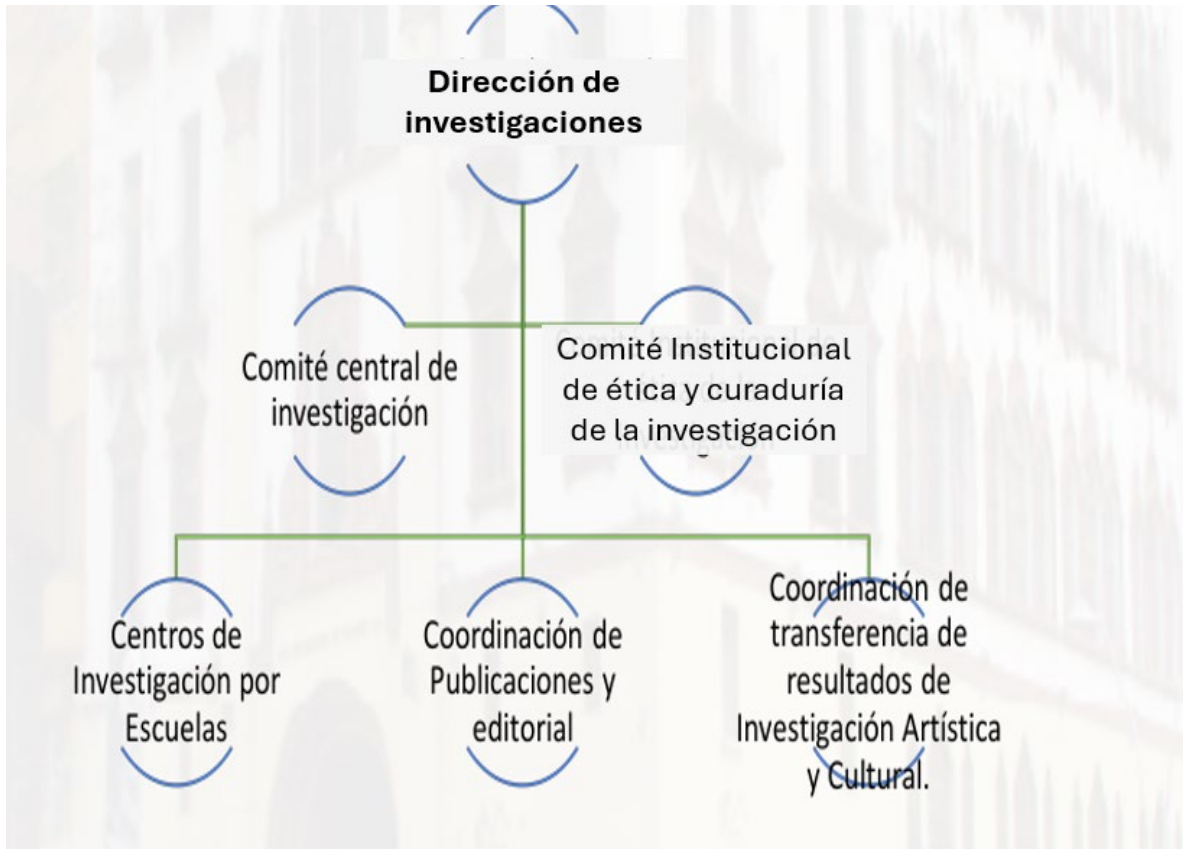 Dirección de
investigaciones
Comité central de
investigación
Comité Institucional
de ética y curaduría
de la investigación
Centros de
Investigación por
Escuelas
Coordinación de
Publicaciones y
editorial
Coordinación de
transferencia de
resultados de
Investigación Artística
y Cultural.